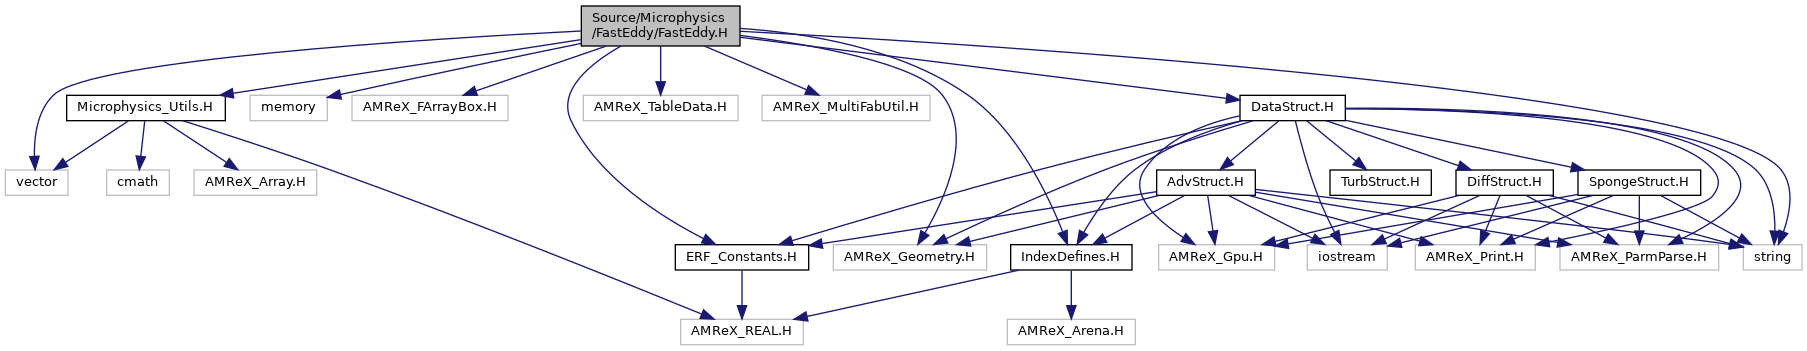 Source/Microphysics
/FastEddy/FastEddy.H
Microphysics_Utils.H
memory
AMReX_FArrayBox.H
AMReX_TableData.H
AMReX_MultiFabUtil.H
DataStruct.H
vector
cmath
AMReX_Array.H
AdvStruct.H
TurbStruct.H
DiffStruct.H
SpongeStruct.H
ERF_Constants.H
AMReX_Geometry.H
IndexDefines.H
AMReX_Gpu.H
iostream
AMReX_Print.H
AMReX_ParmParse.H
string
AMReX_REAL.H
AMReX_Arena.H